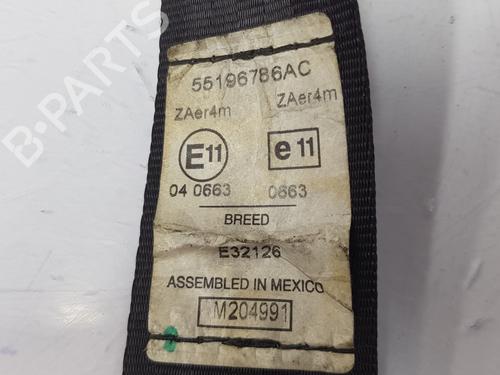 55196786AC
ZAer4m ZAer4m
E11 e11
04 0663 0663
BREED
E32126
ASSEMBLED IN MEXICO
M204991
B-PARTS